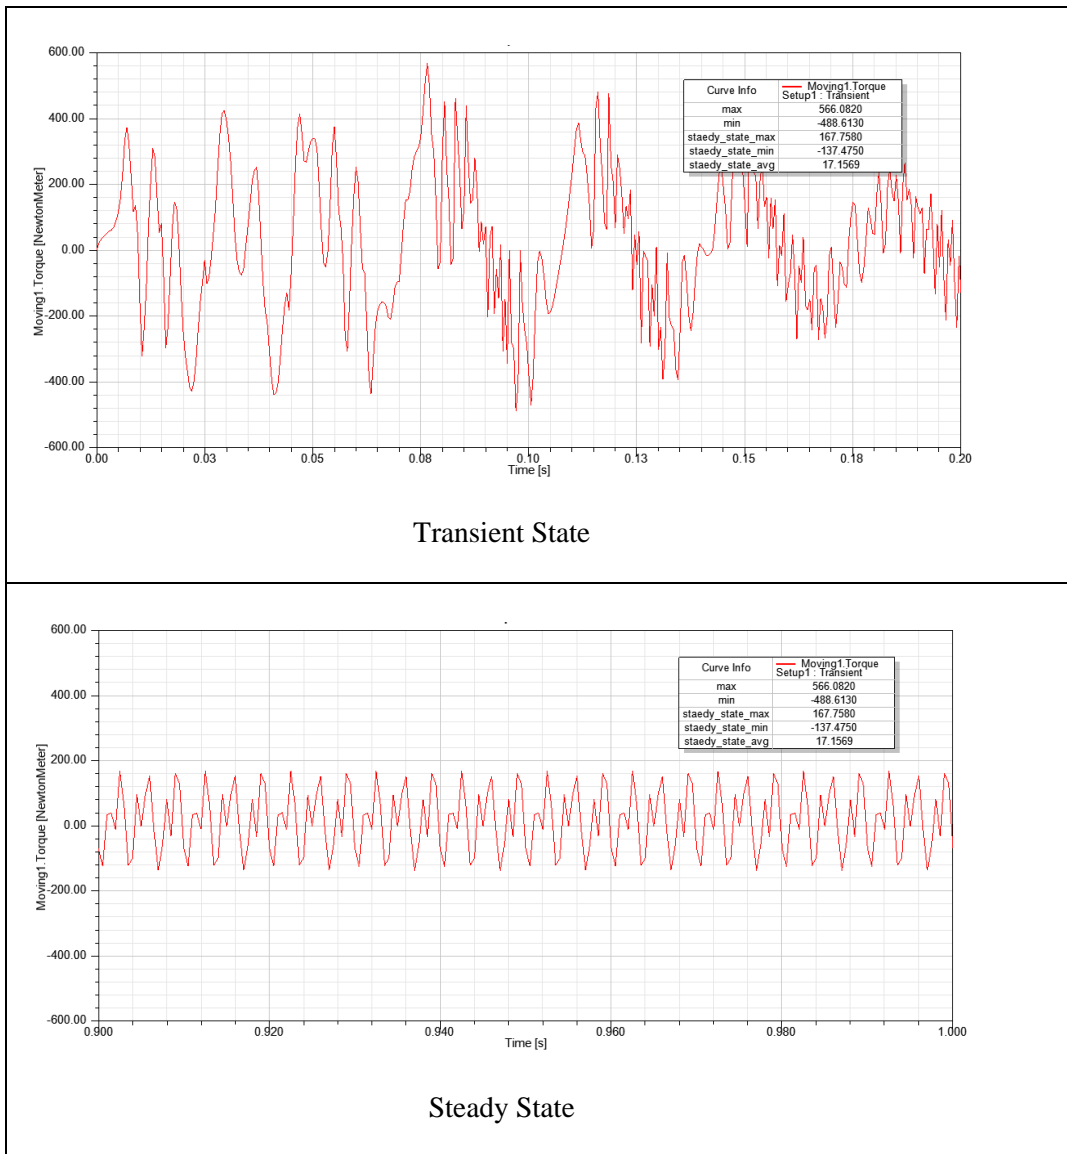 600.00
400.00
200.00
0.00
-200.00
-400.00
-600.00
Moving1.Torque [NewtonMeter]
Curve Info
Moving1.Torque
Setup1 : Transient
max 566.0820
min -488.6130
staedy_state_max 167.7580
staedy_state_min -137.4750
staedy_state_avg 17.1569
0.00 0.03 0.05 0.08 0.10 0.13 0.15 0.18 0.20
Time [s]
Transient State
600.00
400.00
200.00
0.00
-200.00
-400.00
-600.00
Moving1.Torque [NewtonMeter]
Curve Info
Moving1.Torque
Setup1 : Transient
max 566.0820
min -488.6130
staedy_state_max 167.7580
staedy_state_min -137.4750
staedy_state_avg 17.1569
0.900 0.920 0.940 0.960 0.980 1.000
Time [s]
Steady State